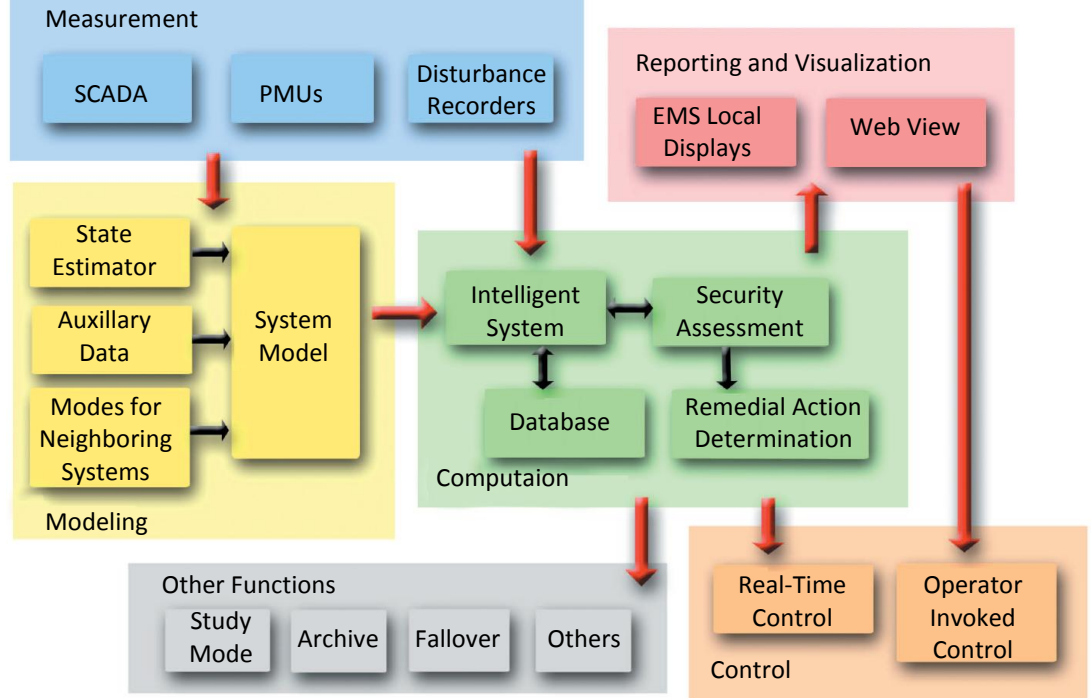 Measurement
SCADA
PMUs
Disturbance
Recorders
Reporting and Visualization
EMS Local
Displays
Web View
State
Estimator
Auxillary
Data
Modes for
Neighboring
Systems
System
Model
Modeling
Intelligent
System
Security
Assessment
Database
Remedial Action
Determination
Computaion
Other Functions
Study
Mode
Archive
Fallover
Others
Real-Time
Control
Operator
Invoked
Control
Control